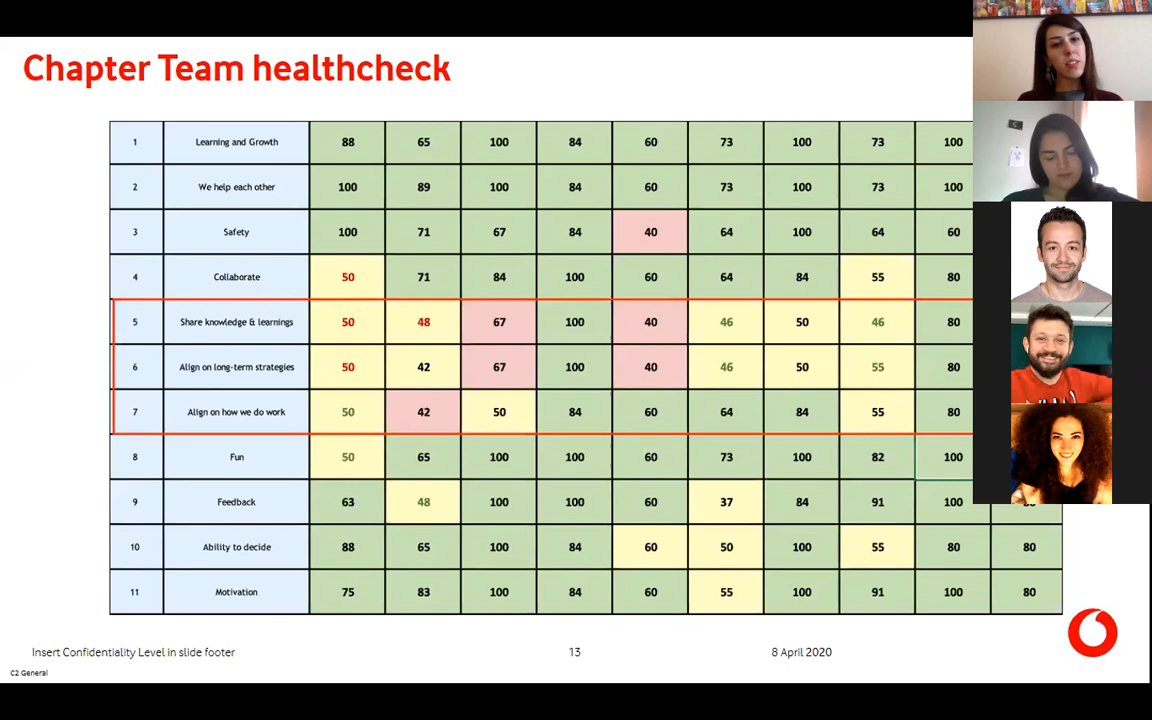 Chapter Team healthcheck
1 Learning and Growth 88 65 100 84 60 73 100 73 100
2 We help each other 100 89 100 84 60 73 100 73 100
3 Safety 100 71 67 84 40 64 100 64 60
4 Collaborate 50 71 84 100 60 64 84 55 80
5 Share knowledge & learnings 50 48 67 100 40 46 50 46 80
6 Align on long-term strategies 50 42 67 100 40 46 50 55 80
7 Align on how we do work 50 42 50 84 60 64 84 55 80
8 Fun 50 65 100 100 60 73 100 82 100
9 Feedback 63 48 100 100 60 37 84 91 100
10 Ability to decide 88 65 100 84 60 50 100 55 80 80
11 Motivation 75 83 100 84 60 55 100 91 100 80
Insert Confidentiality Level in slide footer 13 8 April 2020
C2 General